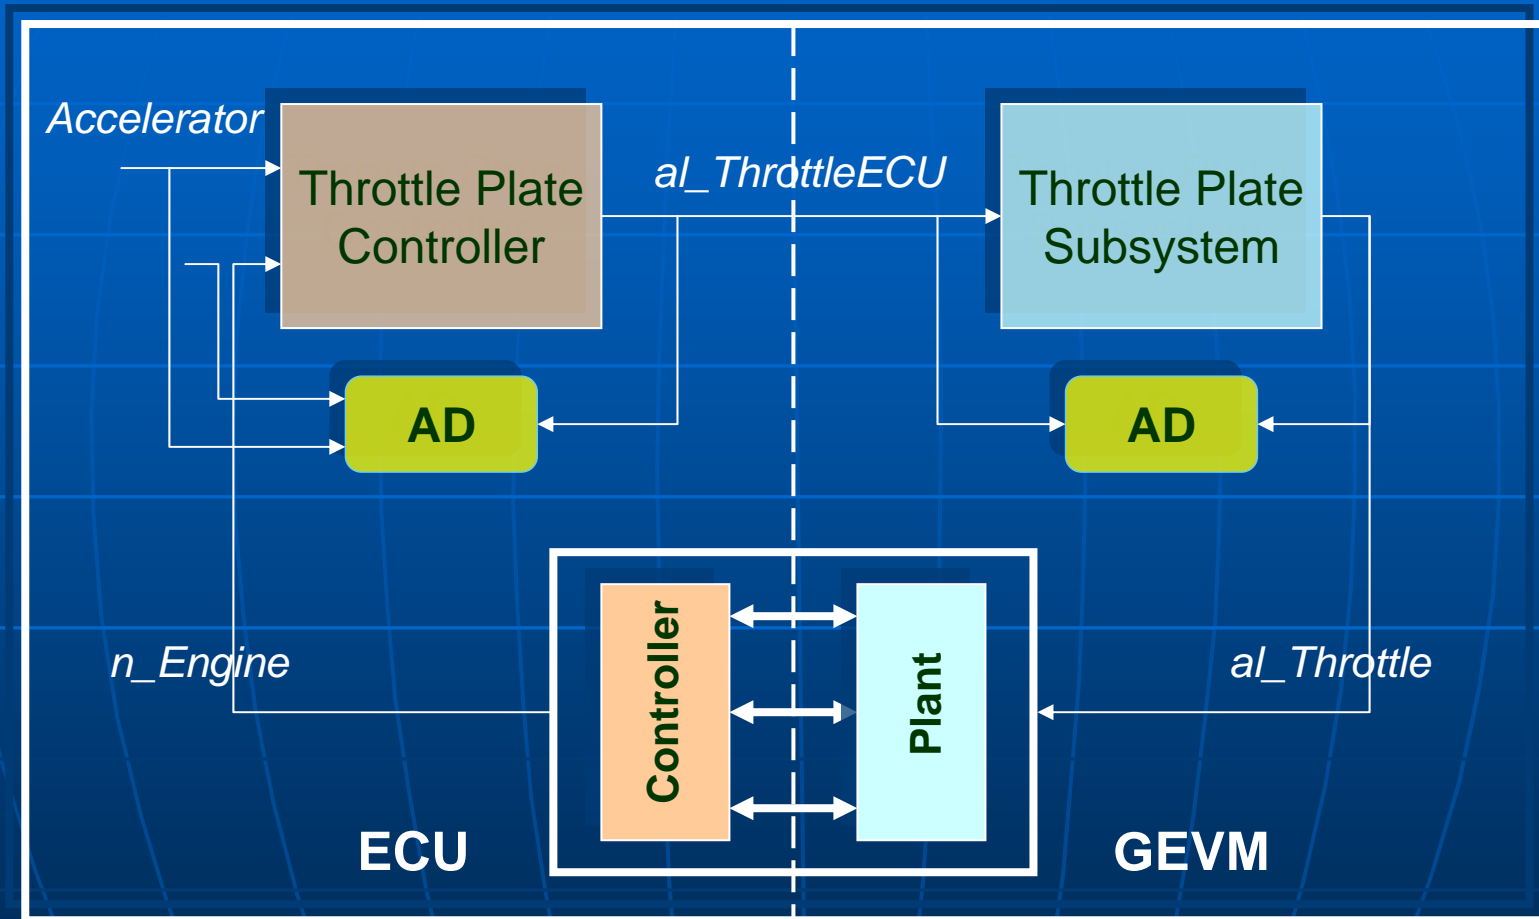 Accelerator
Throttle Plate
Controller
al_ThrottleECU
Throttle Plate
Subsystem
AD
AD
n_Engine
Controller
Plant
al_Throttle
ECU
GEVM